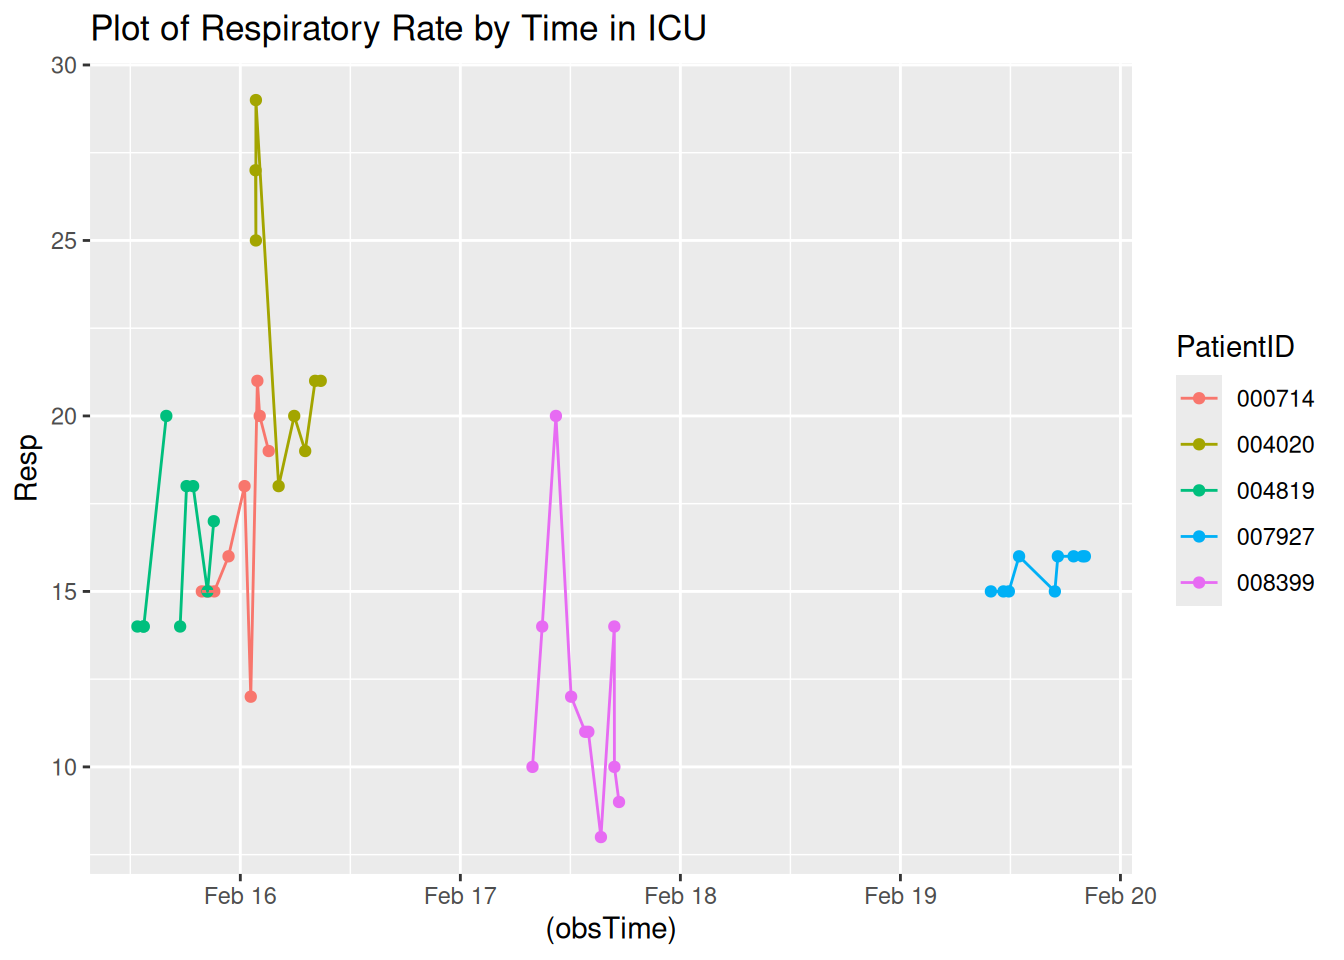 Plot of Respiratory Rate by Time in ICU
30
25
20
15
10
Resp
Feb 16
Feb 17
Feb 18
Feb 19
Feb 20
(obsTime)
PatientID
000714
004020
004819
007927
008399